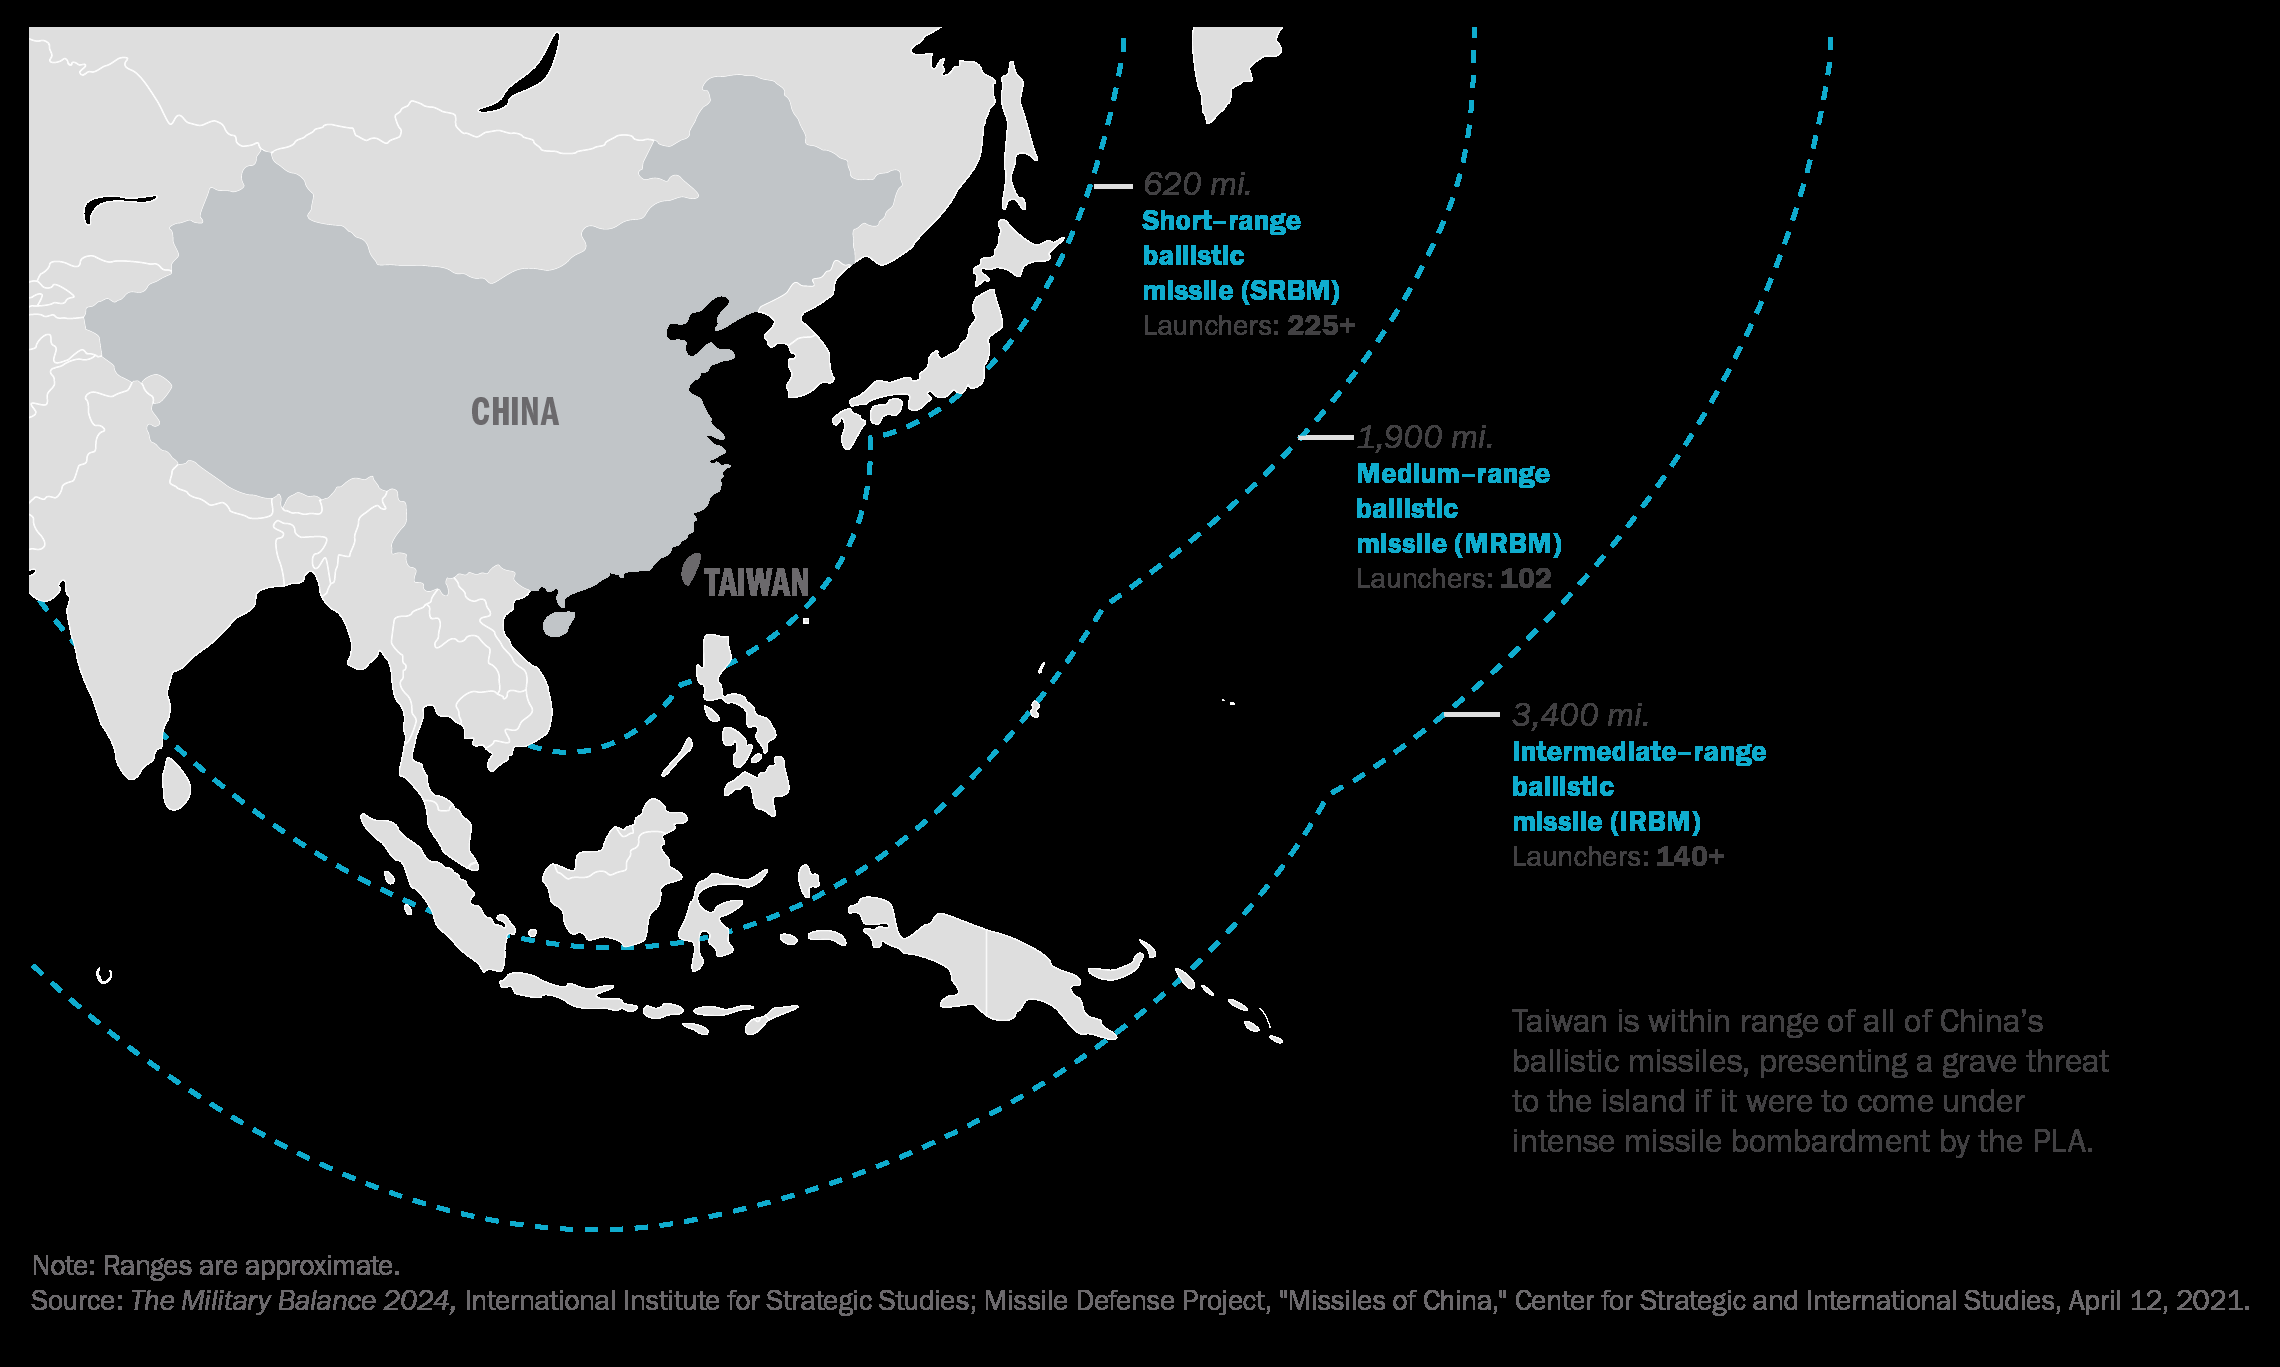 620 mi.
Short–range
ballistic
missile (SRBM)
Launchers: 225+
CHINA
1,900 mi.
Medium–range
ballistic
missile (MRBM)
Launchers: 102
TAIWAN
3,400 mi.
Intermediate–range
ballistic
missile (IRBM)
Launchers: 140+
Taiwan is within range of all of China’s
ballistic missiles, presenting a grave threat
to the island if it were to come under
intense missile bombardment by the PLA.
Note: Ranges are approximate.
Source: The Military Balance 2024, International Institute for Strategic Studies; Missile Defense Project, "Missiles of China," Center for Strategic and International Studies, April 12, 2021.